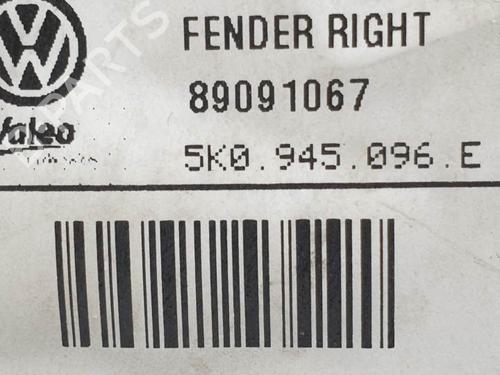 FENDER RIGHT
89091067
Valeo
5K0.945.096.E